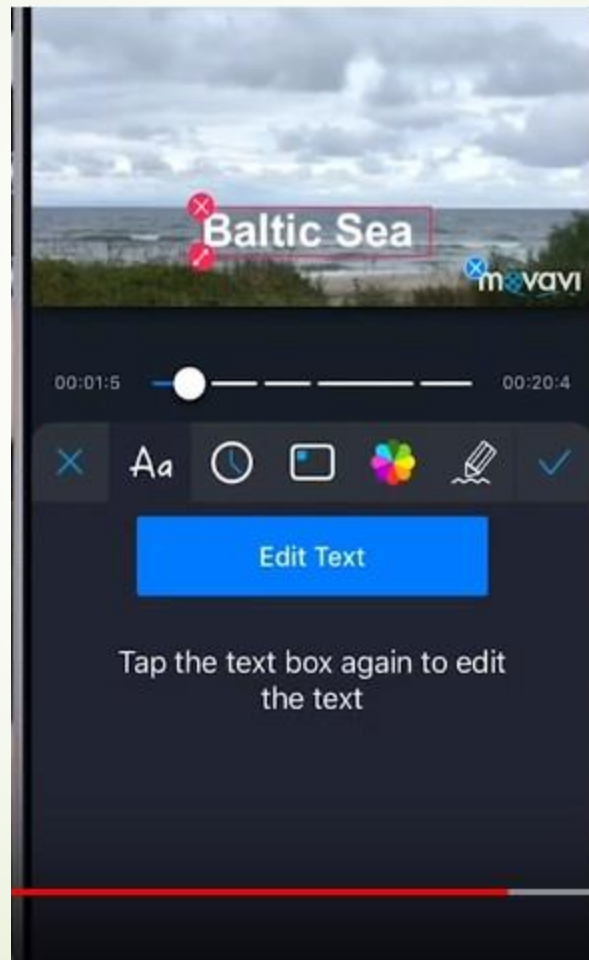 Baltic Sea
movavi
00:01:5
00:20:4
Aa
Edit Text
Tap the text box again to edit
the text